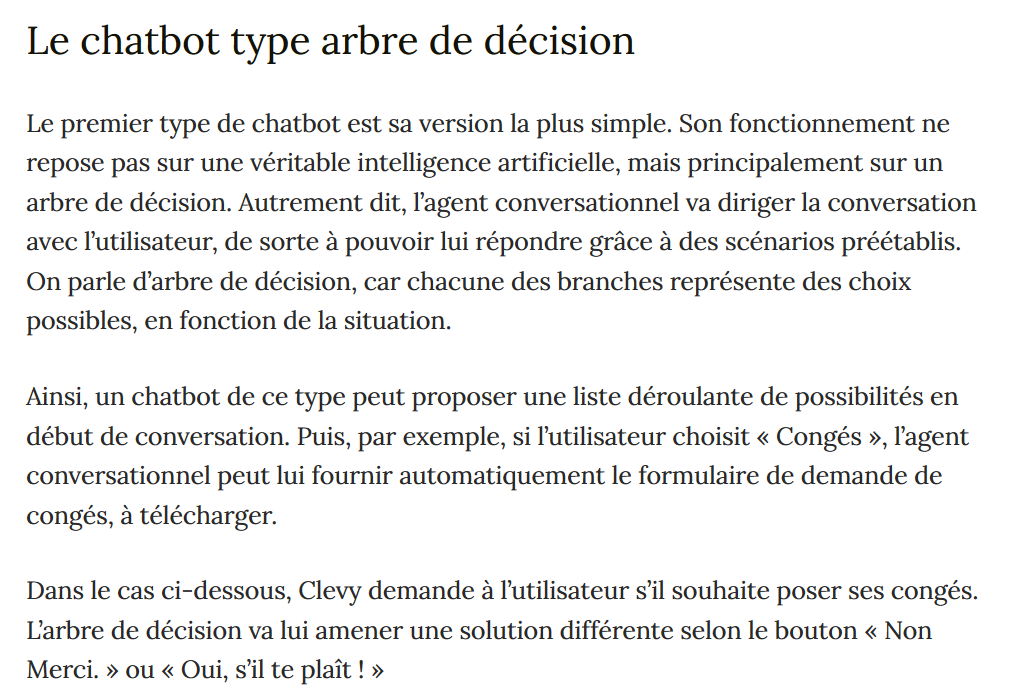 Le chatbot type arbre de décision
Le premier type de chatbot est sa version la plus simple. Son fonctionnement ne
repose pas sur une véritable intelligence artificielle, mais principalement sur un
arbre de décision. Autrement dit, l’agent conversationnel va diriger la conversation
avec l’utilisateur, de sorte à pouvoir lui répondre grâce à des scénarios préétablis.
On parle d’arbre de décision, car chacune des branches représente des choix
possibles, en fonction de la situation.
Ainsi, un chatbot de ce type peut proposer une liste déroulante de possibilités en
début de conversation. Puis, par exemple, si l’utilisateur choisit « Congés », l’agent
conversationnel peut lui fournir automatiquement le formulaire de demande de
congés, à télécharger.
Dans le cas ci-dessous, Clevy demande à l’utilisateur s’il souhaite poser ses congés.
L’arbre de décision va lui amener une solution différente selon le bouton « Non
Merci. » ou « Oui, s’il te plaît ! »